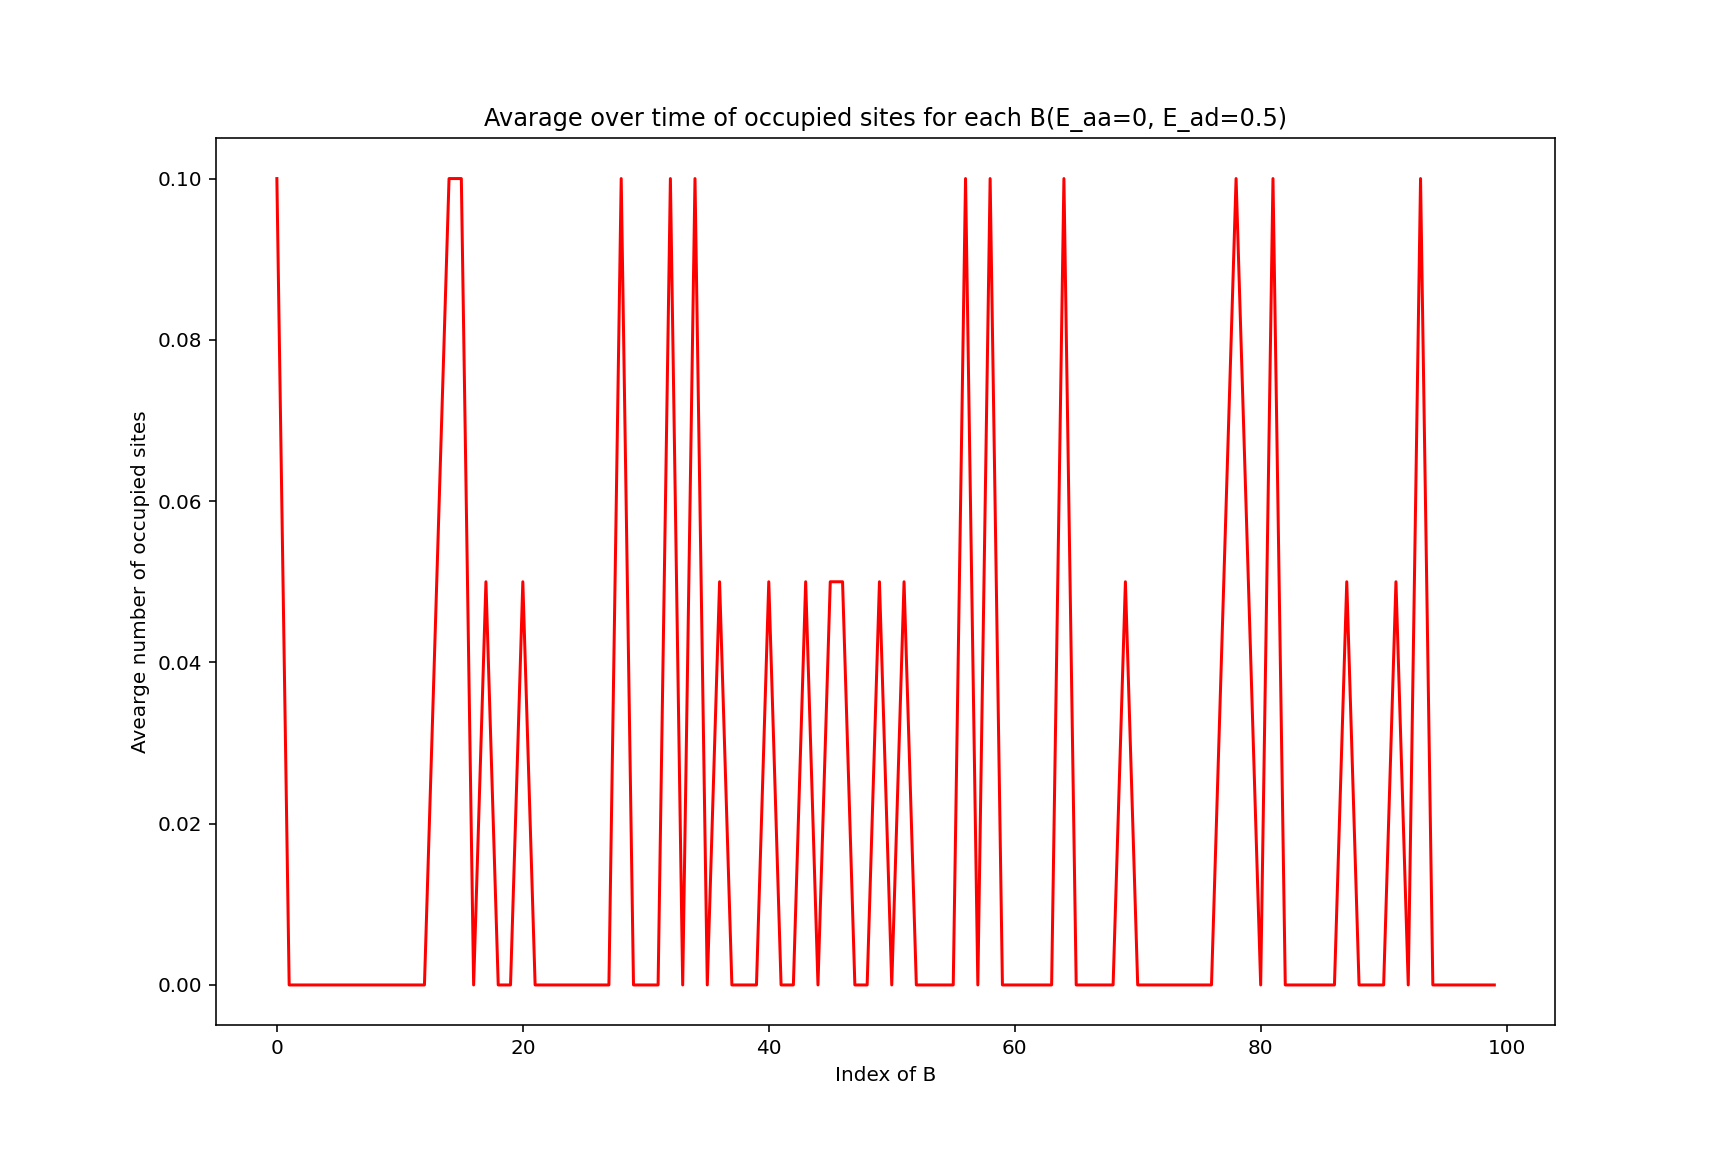 Avarage over time of occupied sites for each B(E_aa=0, E_ad=0.5)
0.10
0.08
0.06
0.04
0.02
0.00
Avearge number of occupied sites
0 20 40 60 80 100
Index of B